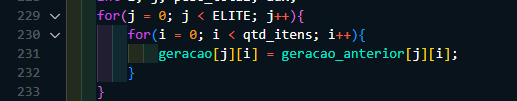 229 for(j = 0; j < ELITE; j++){
230 for(i = 0; i < qtd_itens; i++){
231 geracao[j][i] = geracao_anterior[j][i];
232 }
233 }